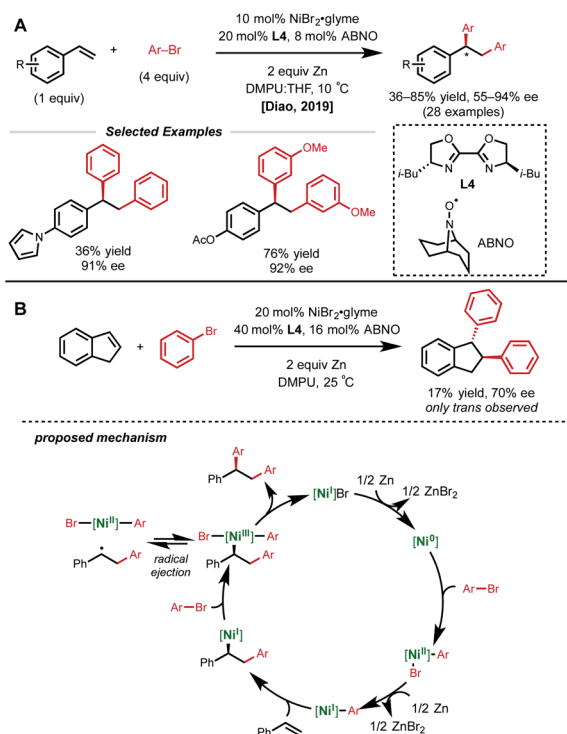 A
10 mol% NiBr2•glyme
20 mol% L4, 8 mol% ABNO
R
+
Ar–Br
(1 equiv)
(4 equiv)
2 equiv Zn
DMPU:THF, 10 ˚C
[Diao, 2019]
Ar
Ar
*
R
36–85% yield, 55–94% ee
(28 examples)
Selected Examples
N
36% yield
91% ee
OMe
OMe
AcO
76% yield
92% ee
O
O
N
N
i-Bu
i-Bu
L4
O•
N
ABNO
B
20 mol% NiBr2•glyme
40 mol% L4, 16 mol% ABNO
+
Br
2 equiv Zn
DMPU, 25 ˚C
17% yield, 70% ee
only trans observed
proposed mechanism
Ar
Ph
Ar
[NiI]Br
1/2 Zn
1/2 ZnBr2
[Ni0]
Ar–Br
[NiII]-Ar
Br
1/2 Zn
1/2 ZnBr2
[NiI]–Ar
Ph
[NiI]
Ph
Ar
Ar–Br
Br–[NiIII]–Ar
Ph
Ar
radical
ejection
Br–[NiII]–Ar
Ph
•
Ar